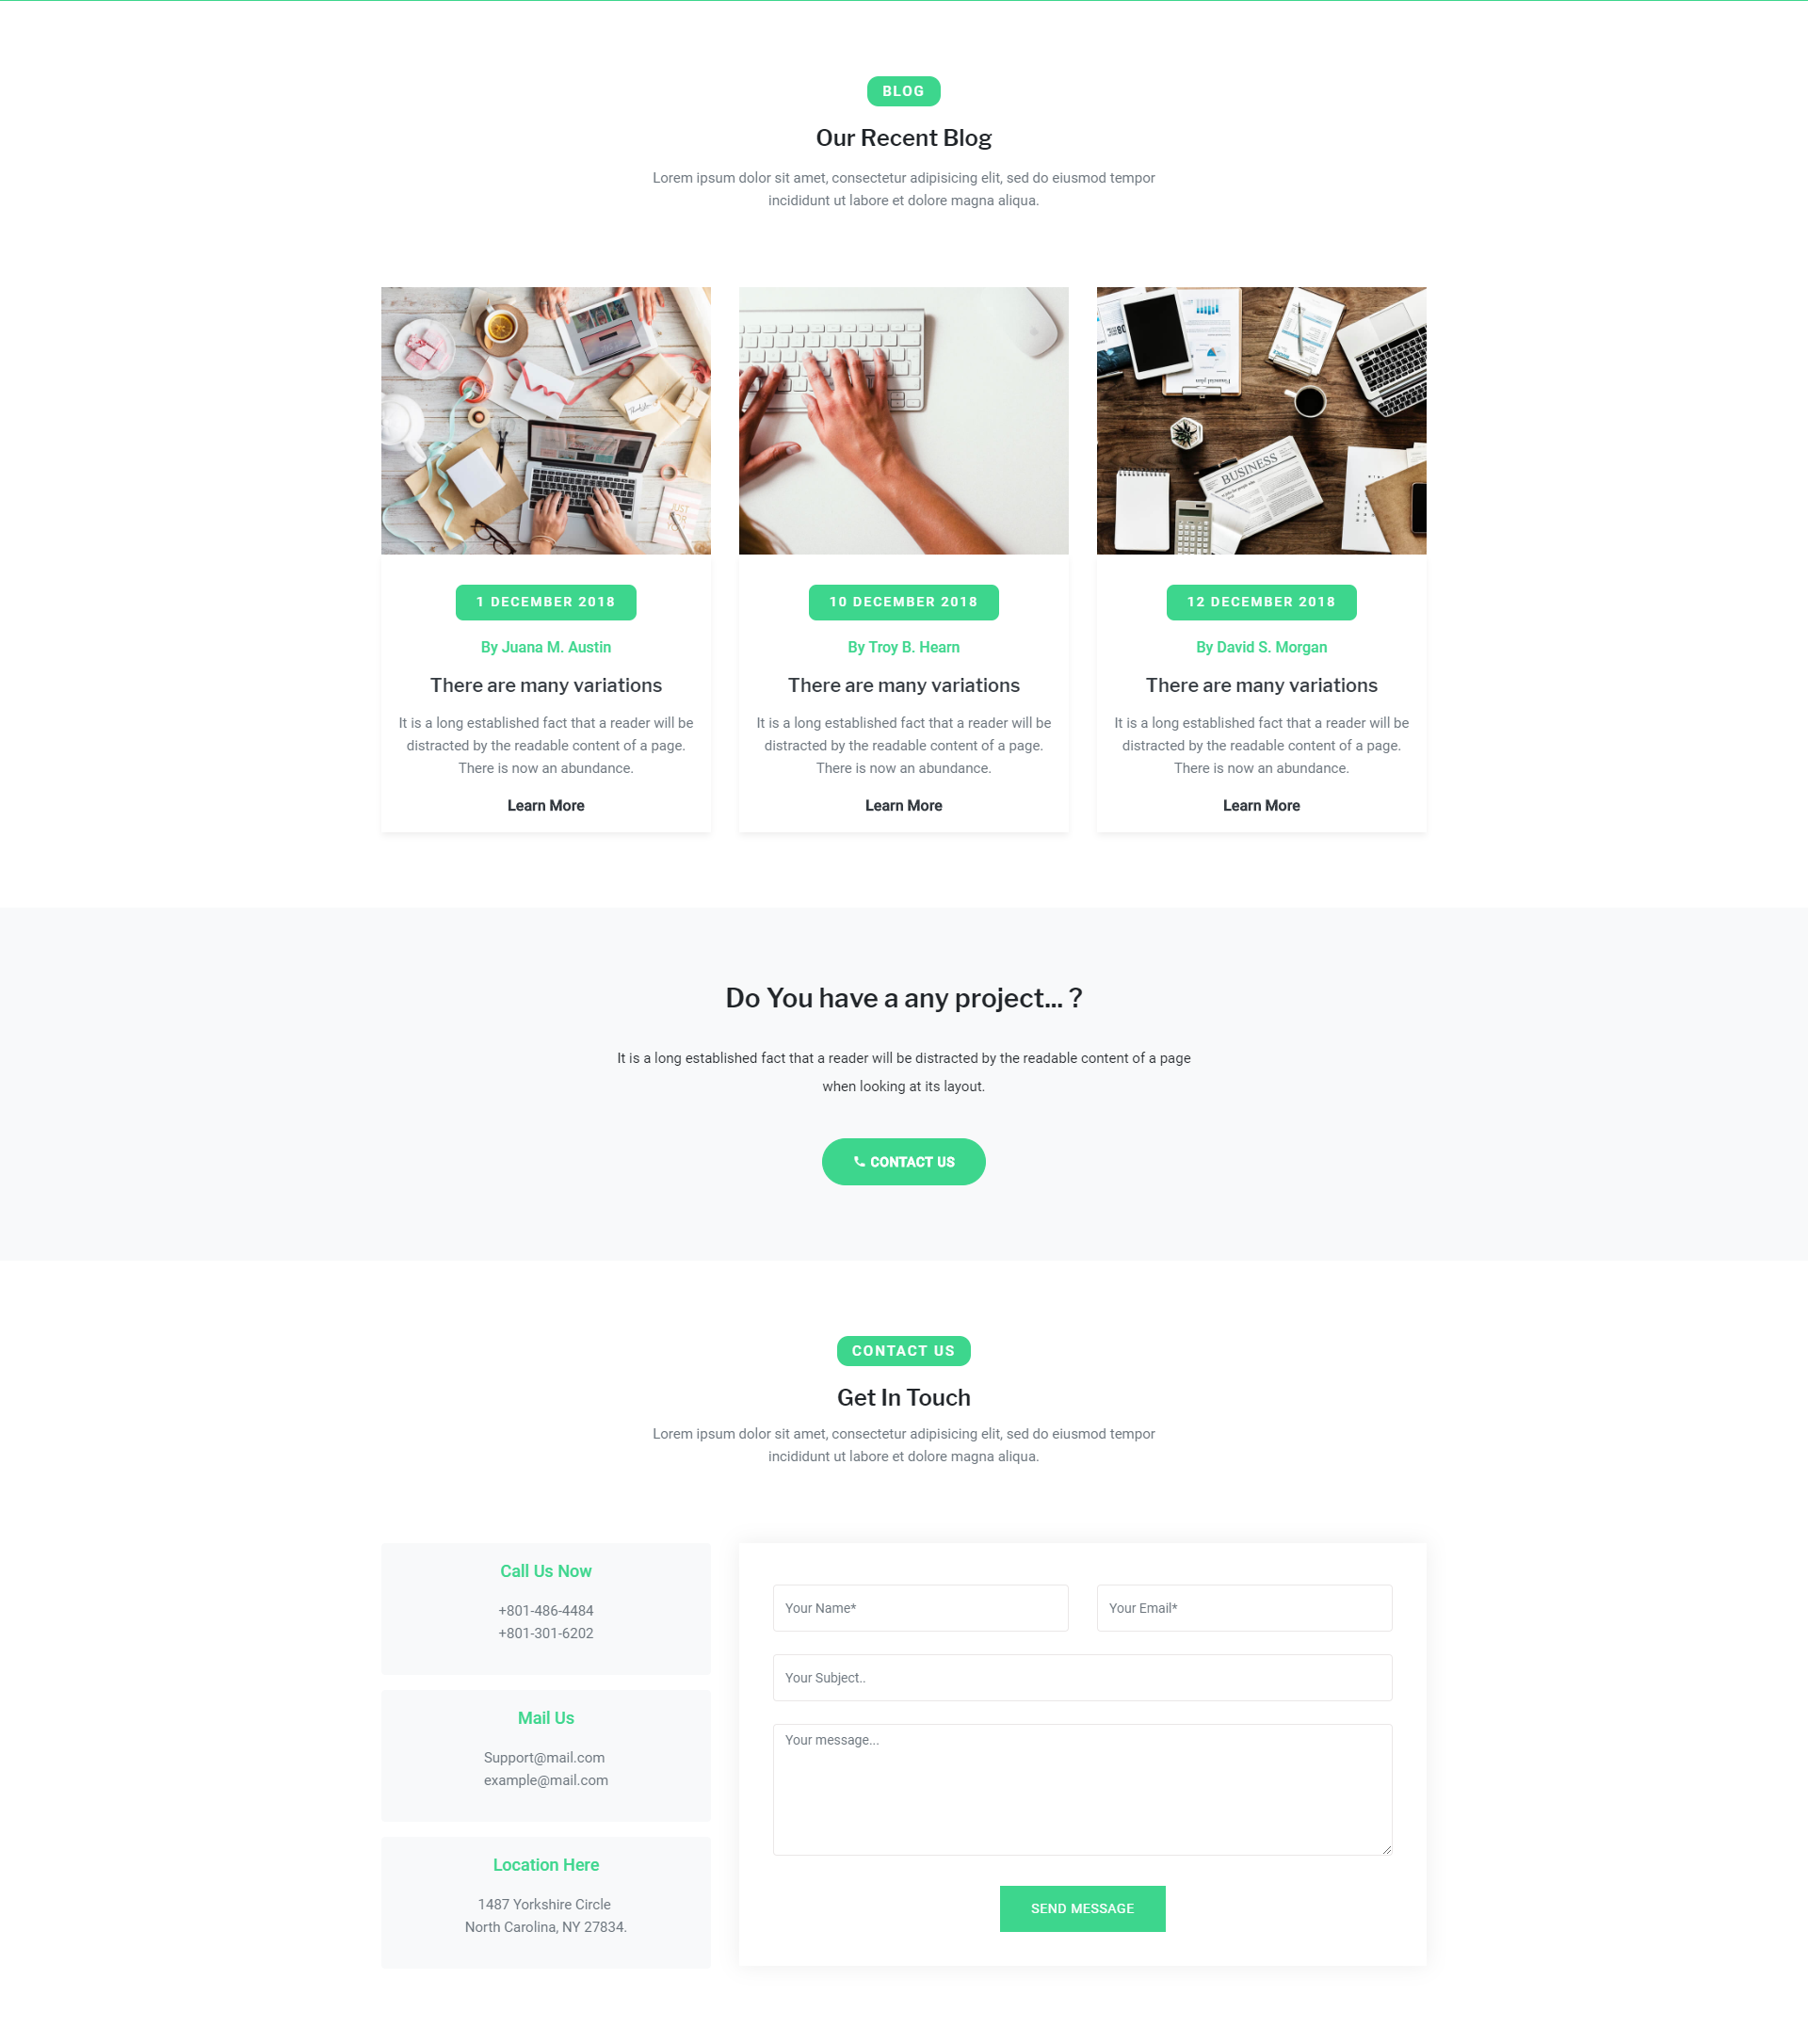 BLOG
Our Recent Blog
Lorem ipsum dolor sit amet, consectetur adipisicing elit, sed do eiusmod tempor
incididunt ut labore et dolore magna aliqua.
Thank you
Financial plan
BUSINESS
1 DECEMBER 2018
By Juana M. Austin
There are many variations
It is a long established fact that a reader will be
distracted by the readable content of a page.
There is now an abundance.
Learn More
10 DECEMBER 2018
By Troy B. Hearn
There are many variations
It is a long established fact that a reader will be
distracted by the readable content of a page.
There is now an abundance.
Learn More
12 DECEMBER 2018
By David S. Morgan
There are many variations
It is a long established fact that a reader will be
distracted by the readable content of a page.
There is now an abundance.
Learn More
Do You have a any project... ?
It is a long established fact that a reader will be distracted by the readable content of a page
when looking at its layout.
CONTACT US
CONTACT US
Get In Touch
Lorem ipsum dolor sit amet, consectetur adipisicing elit, sed do eiusmod tempor
incididunt ut labore et dolore magna aliqua.
Call Us Now
+801-486-4484
+801-301-6202
Mail Us
Support@mail.com
example@mail.com
Location Here
1487 Yorkshire Circle
North Carolina, NY 27834.
Your Name*
Your Email*
Your Subject..
Your message...
SEND MESSAGE